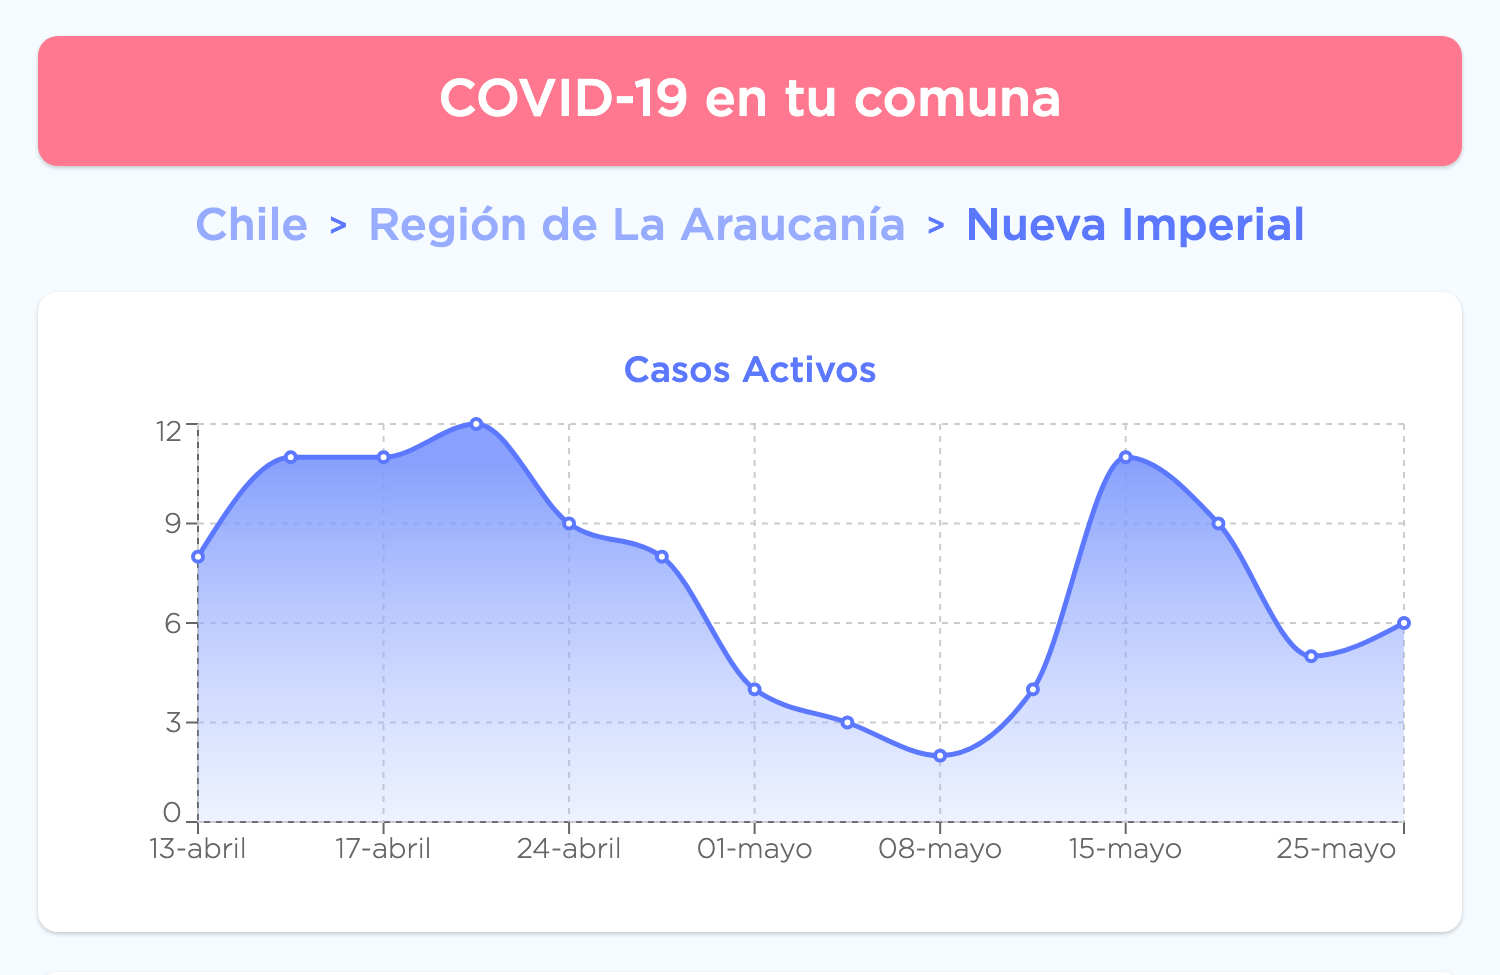 COVID-19 en tu comuna
Chile > Región de La Araucanía > Nueva Imperial
Casos Activos
12
9
6
3
0
13-abril 17-abril 24-abril 01-mayo 08-mayo 15-mayo 25-mayo